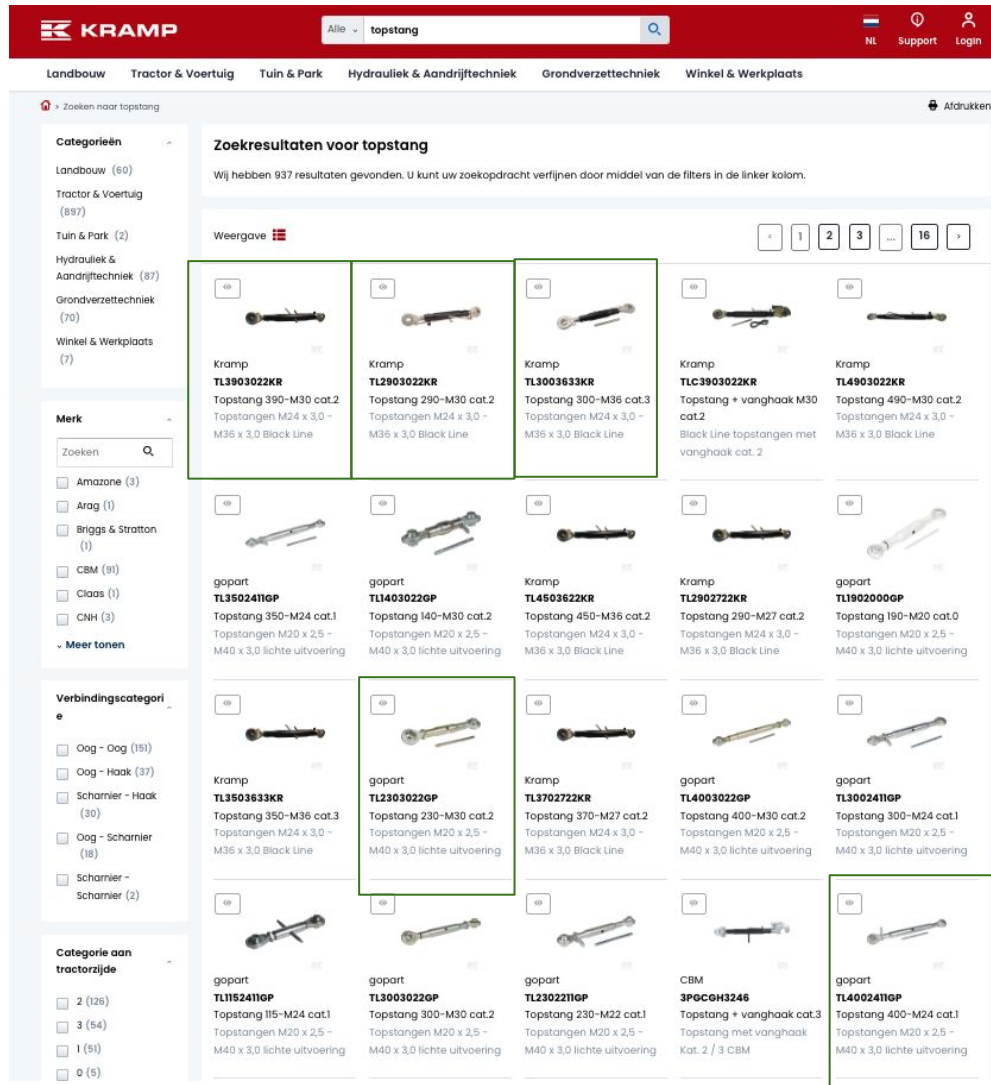 KRAMP
Alle
topstang
NL
Support
Login
Landbouw
Tractor & Voertuig
Tuin & Park
Hydrauliek & Aandrijftechniek
Grondverzettechniek
Winkel & Werkplaats
> Zoeken naar topstang
Afdrukken
Categorieën
Landbouw (60)
Tractor & Voertuig
(897)
Tuin & Park (2)
Hydrauliek &
Aandrijftechniek (87)
Grondverzettechniek
(70)
Winkel & Werkplaats
(7)
Merk
Zoeken
Amazone (3)
Arag (1)
Briggs & Stratton
(1)
CBM (91)
Claas (1)
CNH (3)
Meer tonen
Verbindingscategori
e
Oog - Oog (151)
Oog - Haak (37)
Scharnier - Haak
(30)
Oog - Scharnier
(18)
Scharnier -
Scharnier (2)
Categorie aan
tractorzijde
2 (126)
3 (54)
1 (51)
0 (5)
Zoekresultaten voor topstang
Wij hebben 937 resultaten gevonden. U kunt uw zoekopdracht verfijnen door middel van de filters in de linker kolom.
Weergave
‹ 1 2 3 ... 16 ›
Kramp
TL3903022KR
Topstang 390-M30 cat.2
Topstangen M24 x 3,0 -
M36 x 3,0 Black Line
Kramp
TL2903022KR
Topstang 290-M30 cat.2
Topstangen M24 x 3,0 -
M36 x 3,0 Black Line
Kramp
TL3003633KR
Topstang 300-M36 cat.3
Topstangen M24 x 3,0 -
M36 x 3,0 Black Line
Kramp
TLC3903022KR
Topstang + vanghaak M30
cat.2
Black Line topstangen met
vanghaak cat. 2
Kramp
TL4903022KR
Topstang 490-M30 cat.2
Topstangen M24 x 3,0 -
M36 x 3,0 Black Line
gopart
TL3502411GP
Topstang 350-M24 cat.1
Topstangen M20 x 2,5 -
M40 x 3,0 lichte uitvoering
gopart
TL1403022GP
Topstang 140-M30 cat.2
Topstangen M20 x 2,5 -
M40 x 3,0 lichte uitvoering
Kramp
TL4503622KR
Topstang 450-M36 cat.2
Topstangen M24 x 3,0 -
M36 x 3,0 Black Line
Kramp
TL2902722KR
Topstang 290-M27 cat.2
Topstangen M24 x 3,0 -
M36 x 3,0 Black Line
gopart
TL1902000GP
Topstang 190-M20 cat.0
Topstangen M20 x 2,5 -
M40 x 3,0 lichte uitvoering
Kramp
TL3503633KR
Topstang 350-M36 cat.3
Topstangen M24 x 3,0 -
M36 x 3,0 Black Line
gopart
TL2303022GP
Topstang 230-M30 cat.2
Topstangen M20 x 2,5 -
M40 x 3,0 lichte uitvoering
Kramp
TL3702722KR
Topstang 370-M27 cat.2
Topstangen M24 x 3,0 -
M36 x 3,0 Black Line
gopart
TL4003022GP
Topstang 400-M30 cat.2
Topstangen M20 x 2,5 -
M40 x 3,0 lichte uitvoering
gopart
TL3002411GP
Topstang 300-M24 cat.1
Topstangen M20 x 2,5 -
M40 x 3,0 lichte uitvoering
gopart
TL1152411GP
Topstang 115-M24 cat.1
Topstangen M20 x 2,5 -
M40 x 3,0 lichte uitvoering
gopart
TL3003022GP
Topstang 300-M30 cat.2
Topstangen M20 x 2,5 -
M40 x 3,0 lichte uitvoering
gopart
TL2302211GP
Topstang 230-M22 cat.1
Topstangen M20 x 2,5 -
M40 x 3,0 lichte uitvoering
CBM
3PGCGH3246
Topstang + vanghaak cat.3
Topstang met vanghaak
Kat. 2 / 3 CBM
gopart
TL4002411GP
Topstang 400-M24 cat.1
Topstangen M20 x 2,5 -
M40 x 3,0 lichte uitvoering